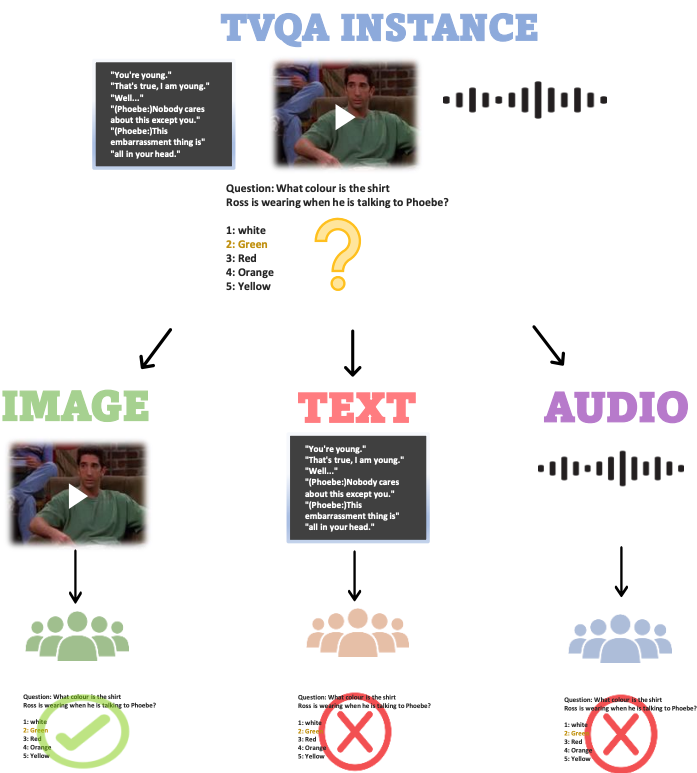 TVQA INSTANCE
"You're young."
"That's true, I am young."
"Well..."
"(Phoebe:)Nobody cares
about this except you."
"(Phoebe:)This
embarrassment thing is"
"all in your head."
Question: What colour is the shirt
Ross is wearing when he is talking to Phoebe?
1: white
2: Green
3: Red
4: Orange
5: Yellow
?
IMAGE
TEXT
AUDIO
"You're young."
"That's true, I am young."
"Well..."
"(Phoebe:)Nobody cares
about this except you."
"(Phoebe:)This
embarrassment thing is"
"all in your head."
Question: What colour is the shirt
Ross is wearing when he is talking to Phoebe?
1: white
2: Green
3: Red
4: Orange
5: Yellow
Question: What colour is the shirt
Ross is wearing when he is talking to Phoebe?
1: white
2: Green
3: Red
4: Orange
5: Yellow
Question: What colour is the shirt
Ross is wearing when he is talking to Phoebe?
1: white
2: Green
3: Red
4: Orange
5: Yellow